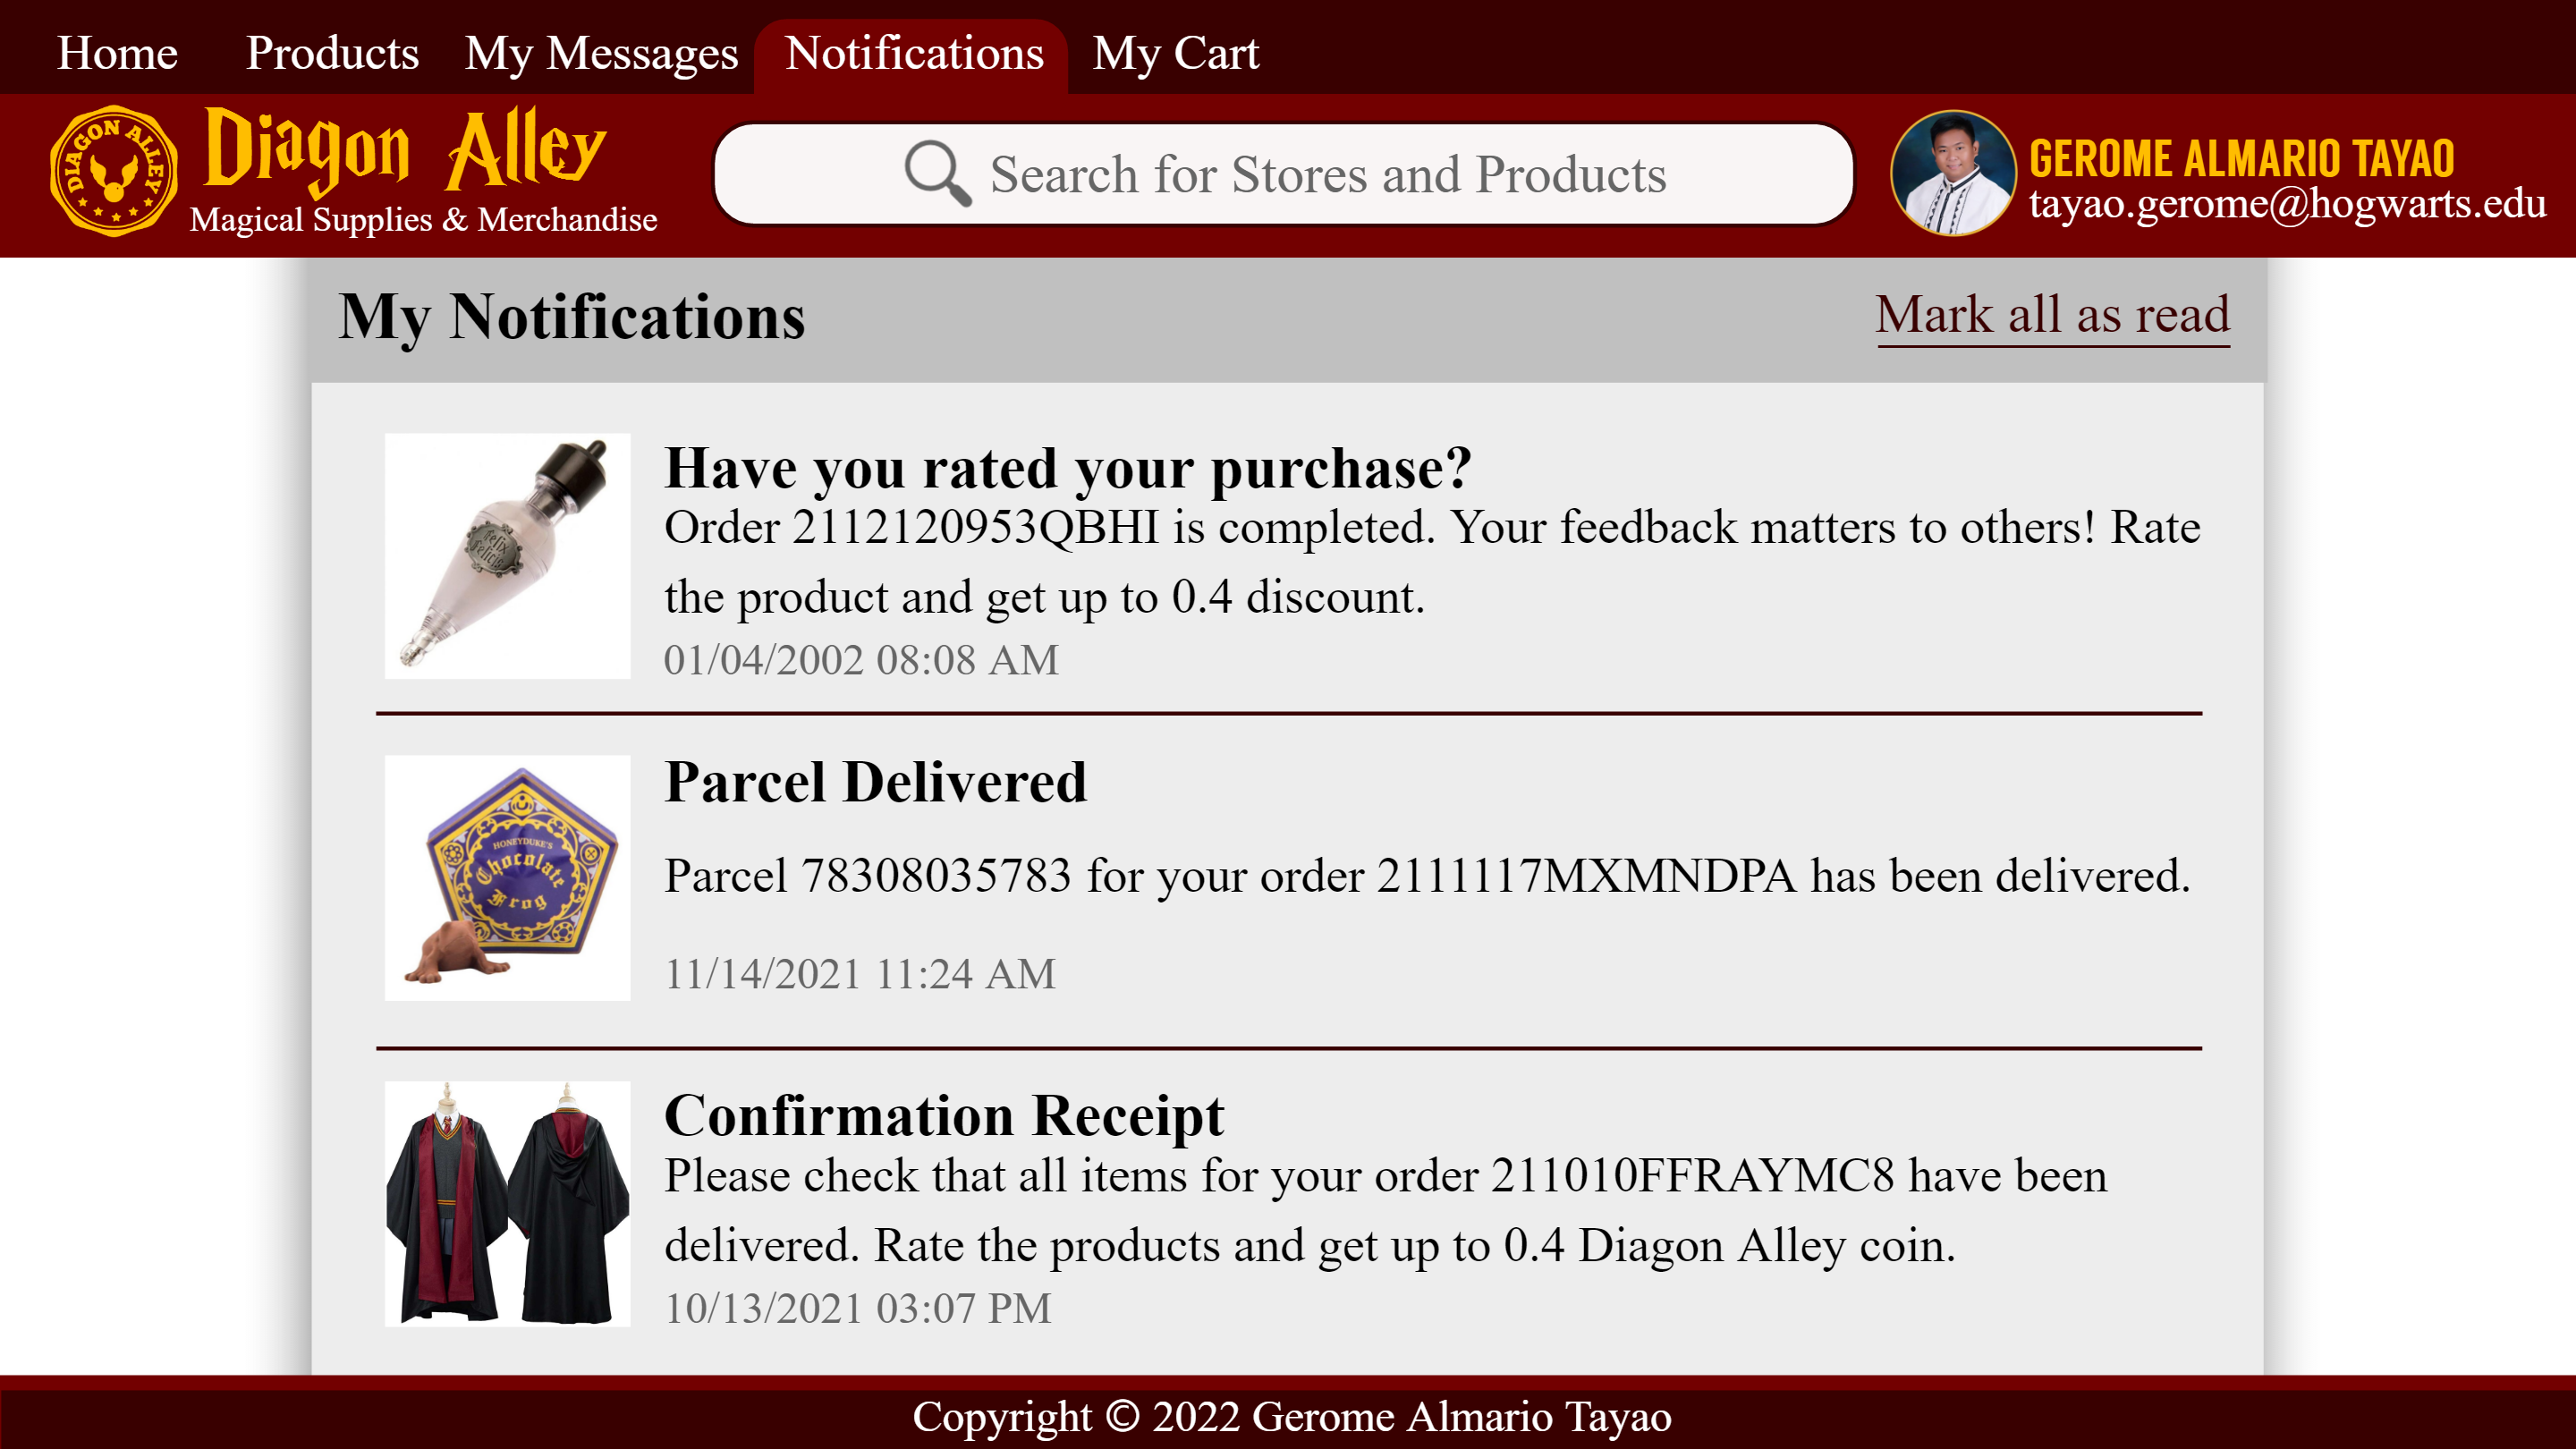 Home Products My Messages Notifications My Cart
DIAGON ALLEY
Diagon Alley
Magical Supplies & Merchandise
Search for Stores and Products
GEROME ALMARIO TAYAO
tayao.gerome@hogwarts.edu
My Notifications
Mark all as read
Felix
Felicis
Have you rated your purchase?
Order 2112120953QBHI is completed. Your feedback matters to others! Rate
the product and get up to 0.4 discount.
01/04/2002 08:08 AM
HONEYDUKE'S
Chocolate
Frog
Parcel Delivered
Parcel 78308035783 for your order 2111117MXMNDPA has been delivered.
11/14/2021 11:24 AM
Confirmation Receipt
Please check that all items for your order 211010FFRAYMC8 have been
delivered. Rate the products and get up to 0.4 Diagon Alley coin.
10/13/2021 03:07 PM
Copyright © 2022 Gerome Almario Tayao